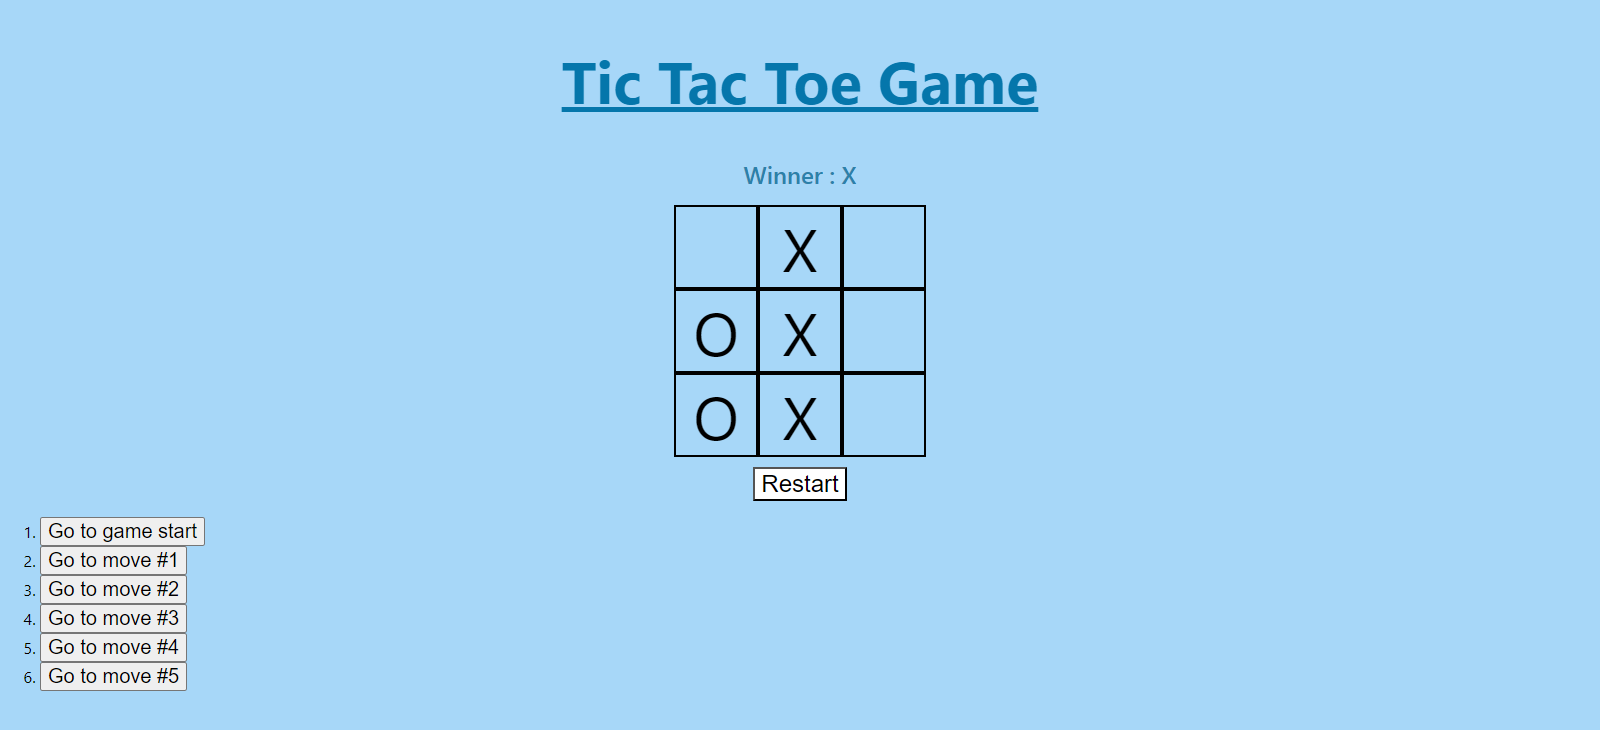 Tic Tac Toe Game
Winner : X
X
O X
O X
Restart
1. Go to game start
2. Go to move #1
3. Go to move #2
4. Go to move #3
5. Go to move #4
6. Go to move #5